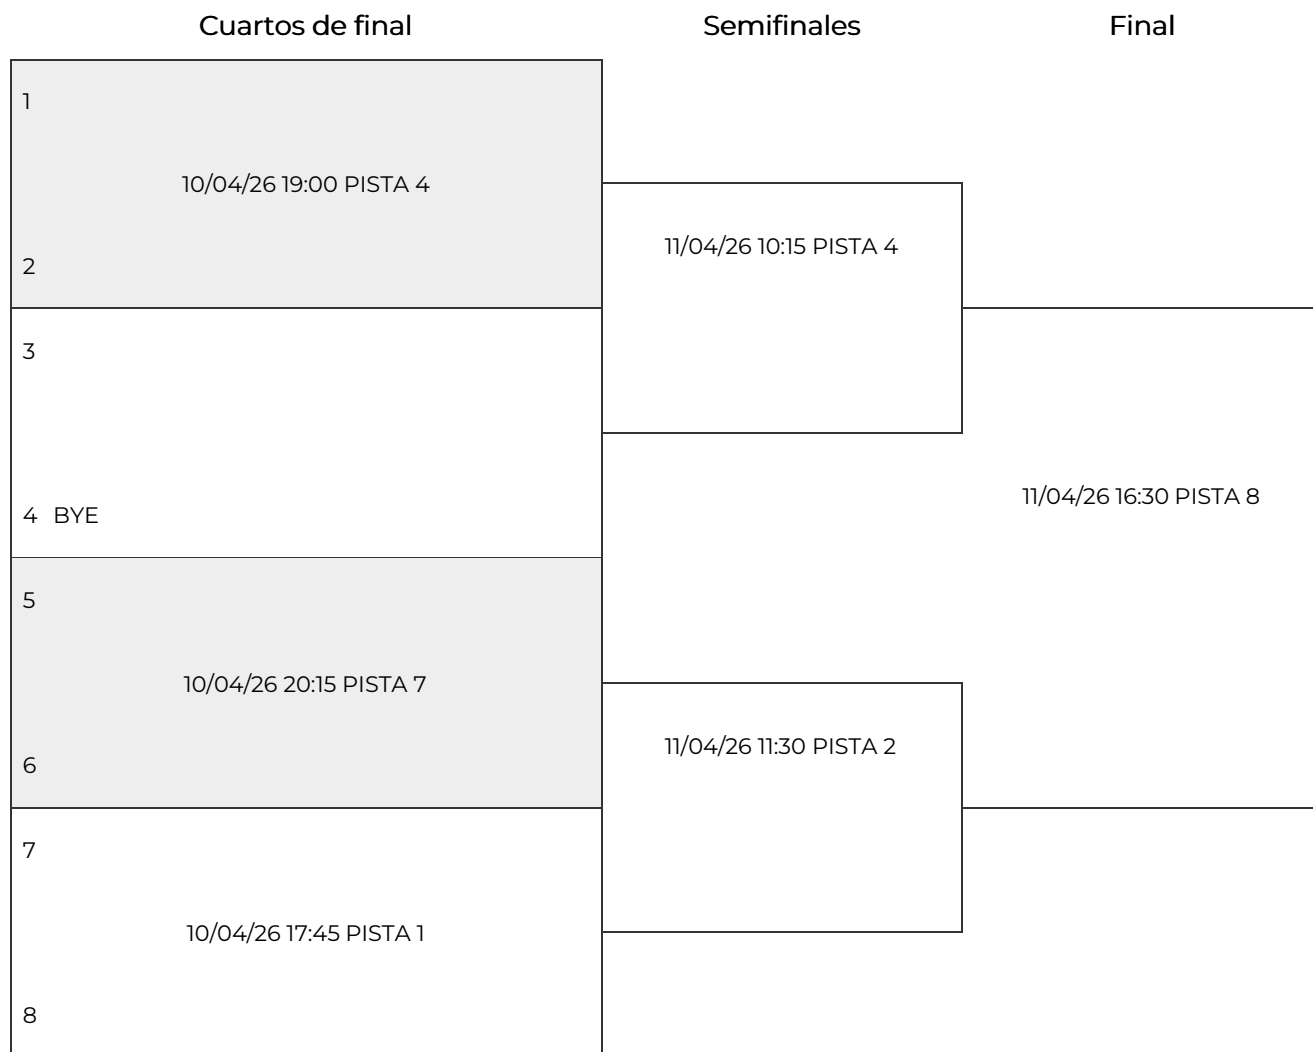 Cuartos de final
Semifinales
Final
1
10/04/26 19:00 PISTA 4
2
3
4 BYE
5
10/04/26 20:15 PISTA 7
6
7
10/04/26 17:45 PISTA 1
8
11/04/26 10:15 PISTA 4
11/04/26 11:30 PISTA 2
11/04/26 16:30 PISTA 8